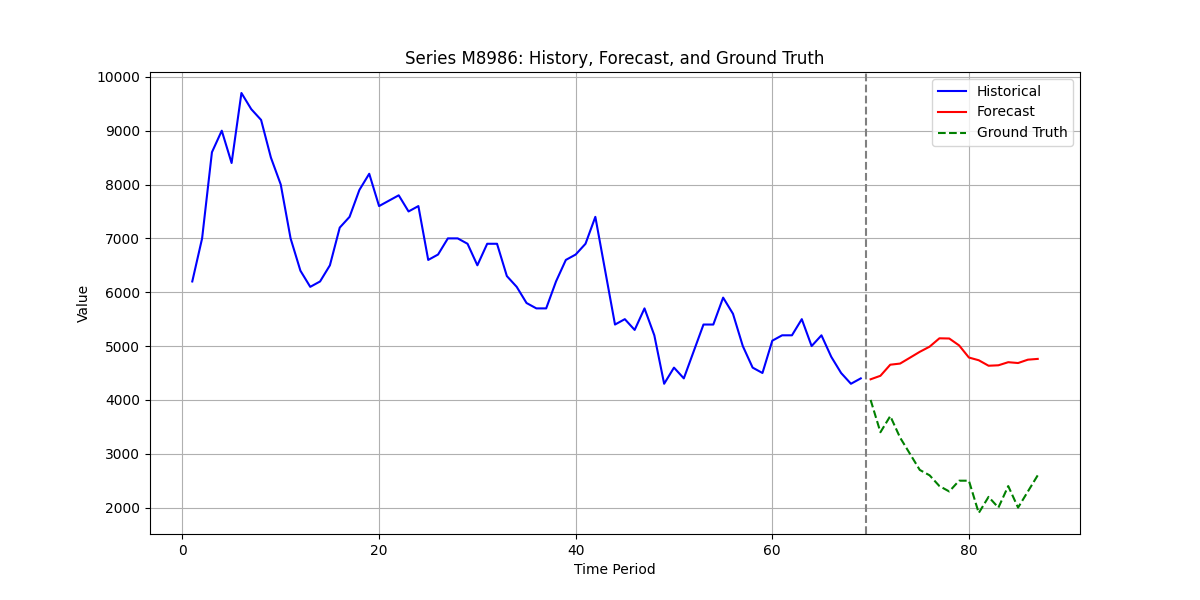 Series M8986: History, Forecast, and Ground Truth
Historical
Forecast
Ground Truth
10000
9000
8000
7000
6000
5000
4000
3000
2000
Value
0 20 40 60 80
Time Period